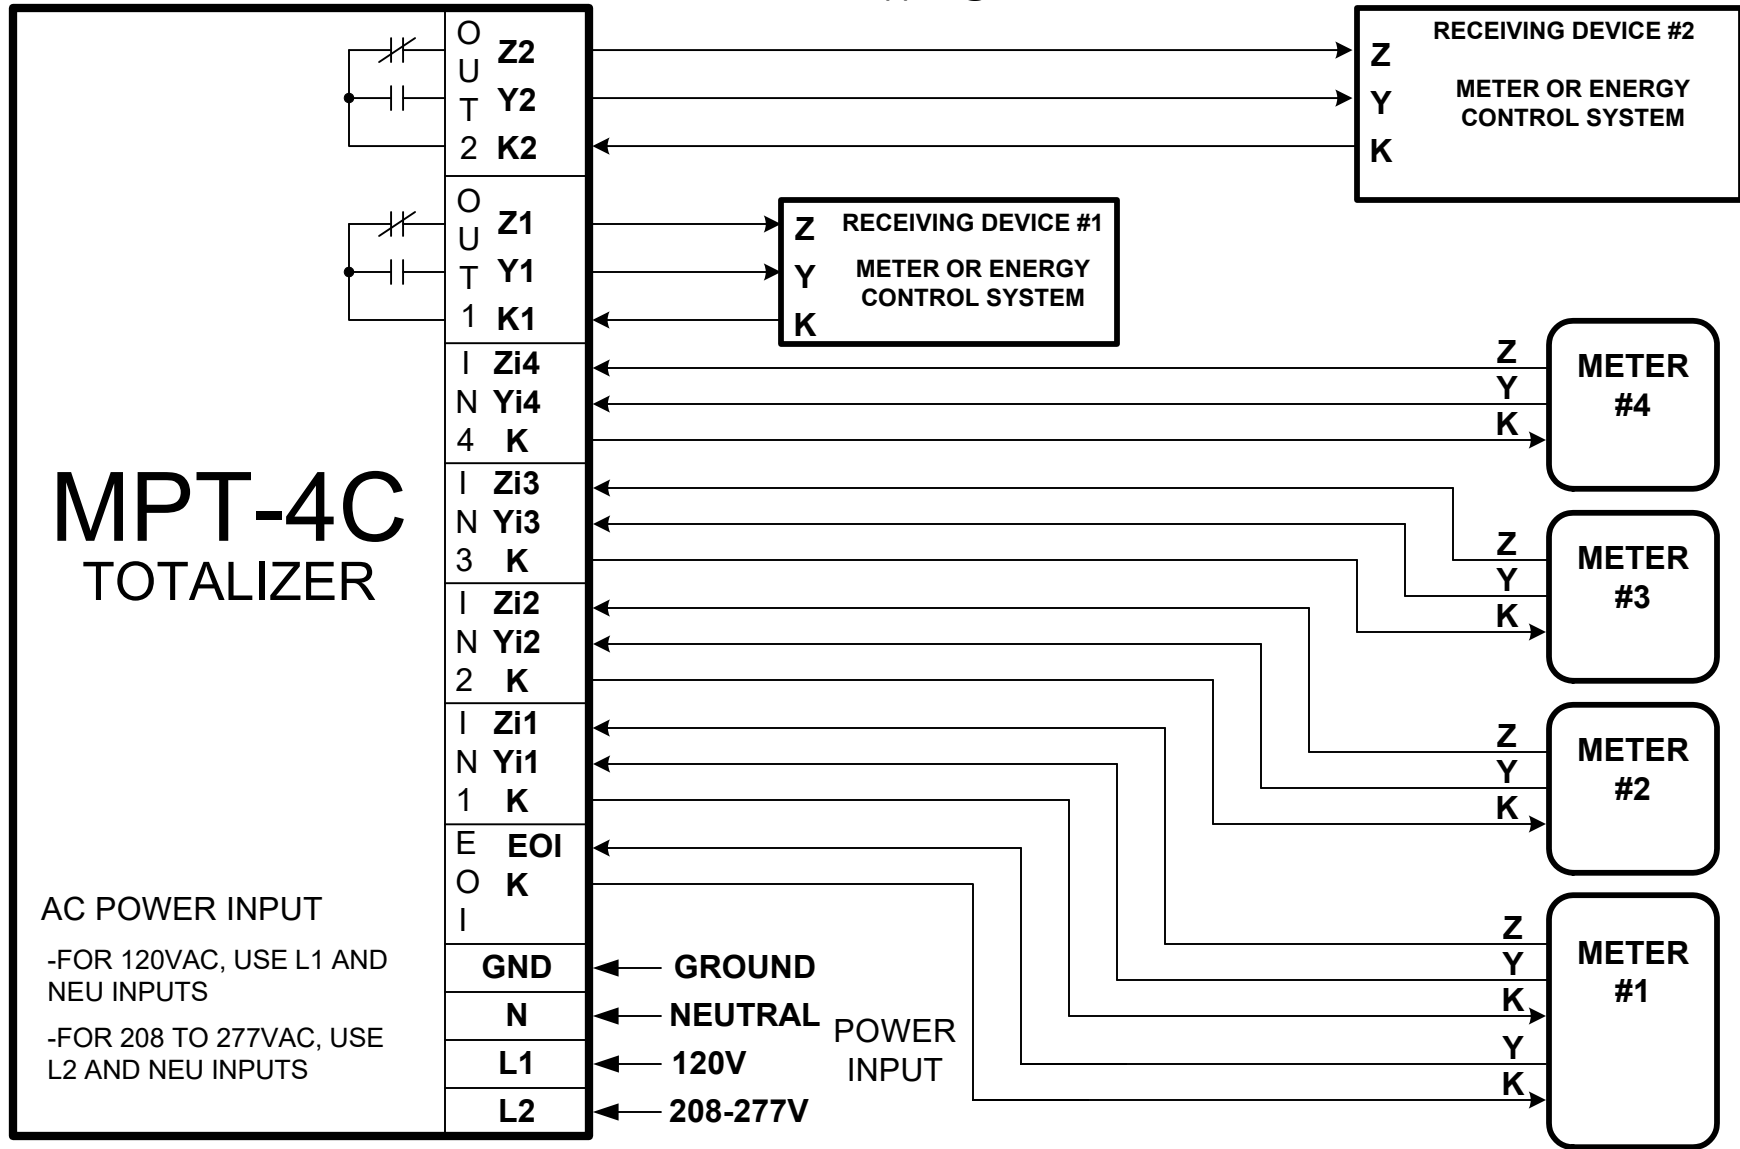 O
U
T
2
Z2
Y2
K2
RECEIVING DEVICE #2
Z
Y
K
METER OR ENERGY
CONTROL SYSTEM
O
U
T
1
Z1
Y1
K1
RECEIVING DEVICE #1
Z
Y
K
METER OR ENERGY
CONTROL SYSTEM
I
N
4
Zi4
Yi4
K
Z
Y
K
METER
#4
MPT-4C
TOTALIZER
I
N
3
Zi3
Yi3
K
Z
Y
K
METER
#3
I
N
2
Zi2
Yi2
K
Z
Y
K
METER
#2
I
N
1
Zi1
Yi1
K
E
O
I
EOI
K
Z
Y
K
Y
K
METER
#1
AC POWER INPUT
-FOR 120VAC, USE L1 AND
NEU INPUTS
-FOR 208 TO 277VAC, USE
L2 AND NEU INPUTS
GND
GROUND
N
NEUTRAL
L1
120V
L2
208-277V
POWER
INPUT